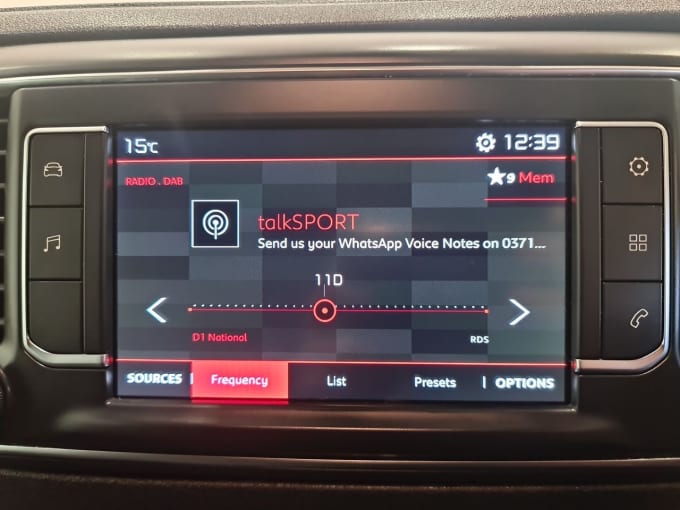 15°C
12:39
RADIO . DAB
9 Mem
talkSPORT
Send us your WhatsApp Voice Notes on 0371...
11D
D1 National
RDS
SOURCES
Frequency
List
Presets
OPTIONS